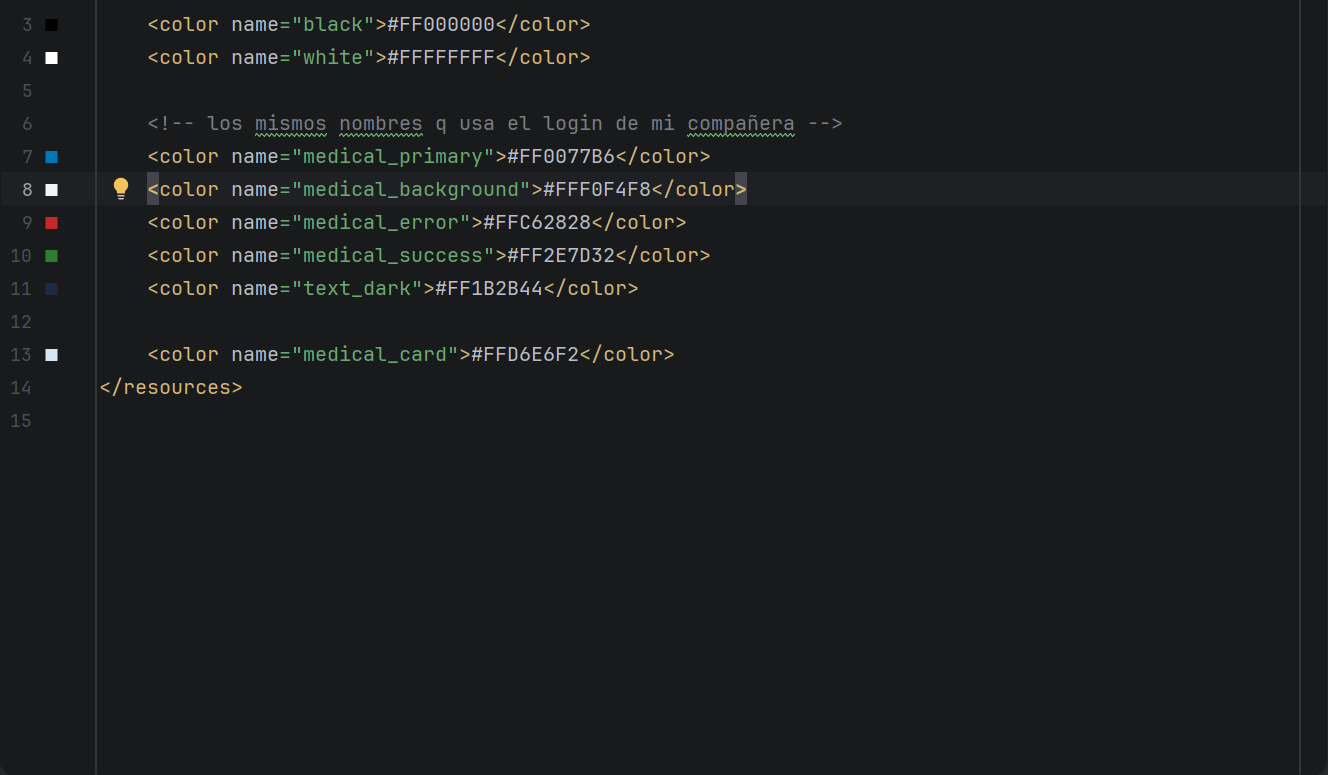 3 <color name="black">#FF000000</color>
4 <color name="white">#FFFFFFFF</color>
5
6 <!-- los mismos nombres q usa el login de mi compañera -->
7 <color name="medical_primary">#FF0077B6</color>
8 <color name="medical_background">#FFF0F4F8</color>
9 <color name="medical_error">#FFC62828</color>
10 <color name="medical_success">#FF2E7D32</color>
11 <color name="text_dark">#FF1B2B44</color>
12
13 <color name="medical_card">#FFD6E6F2</color>
14 </resources>
15